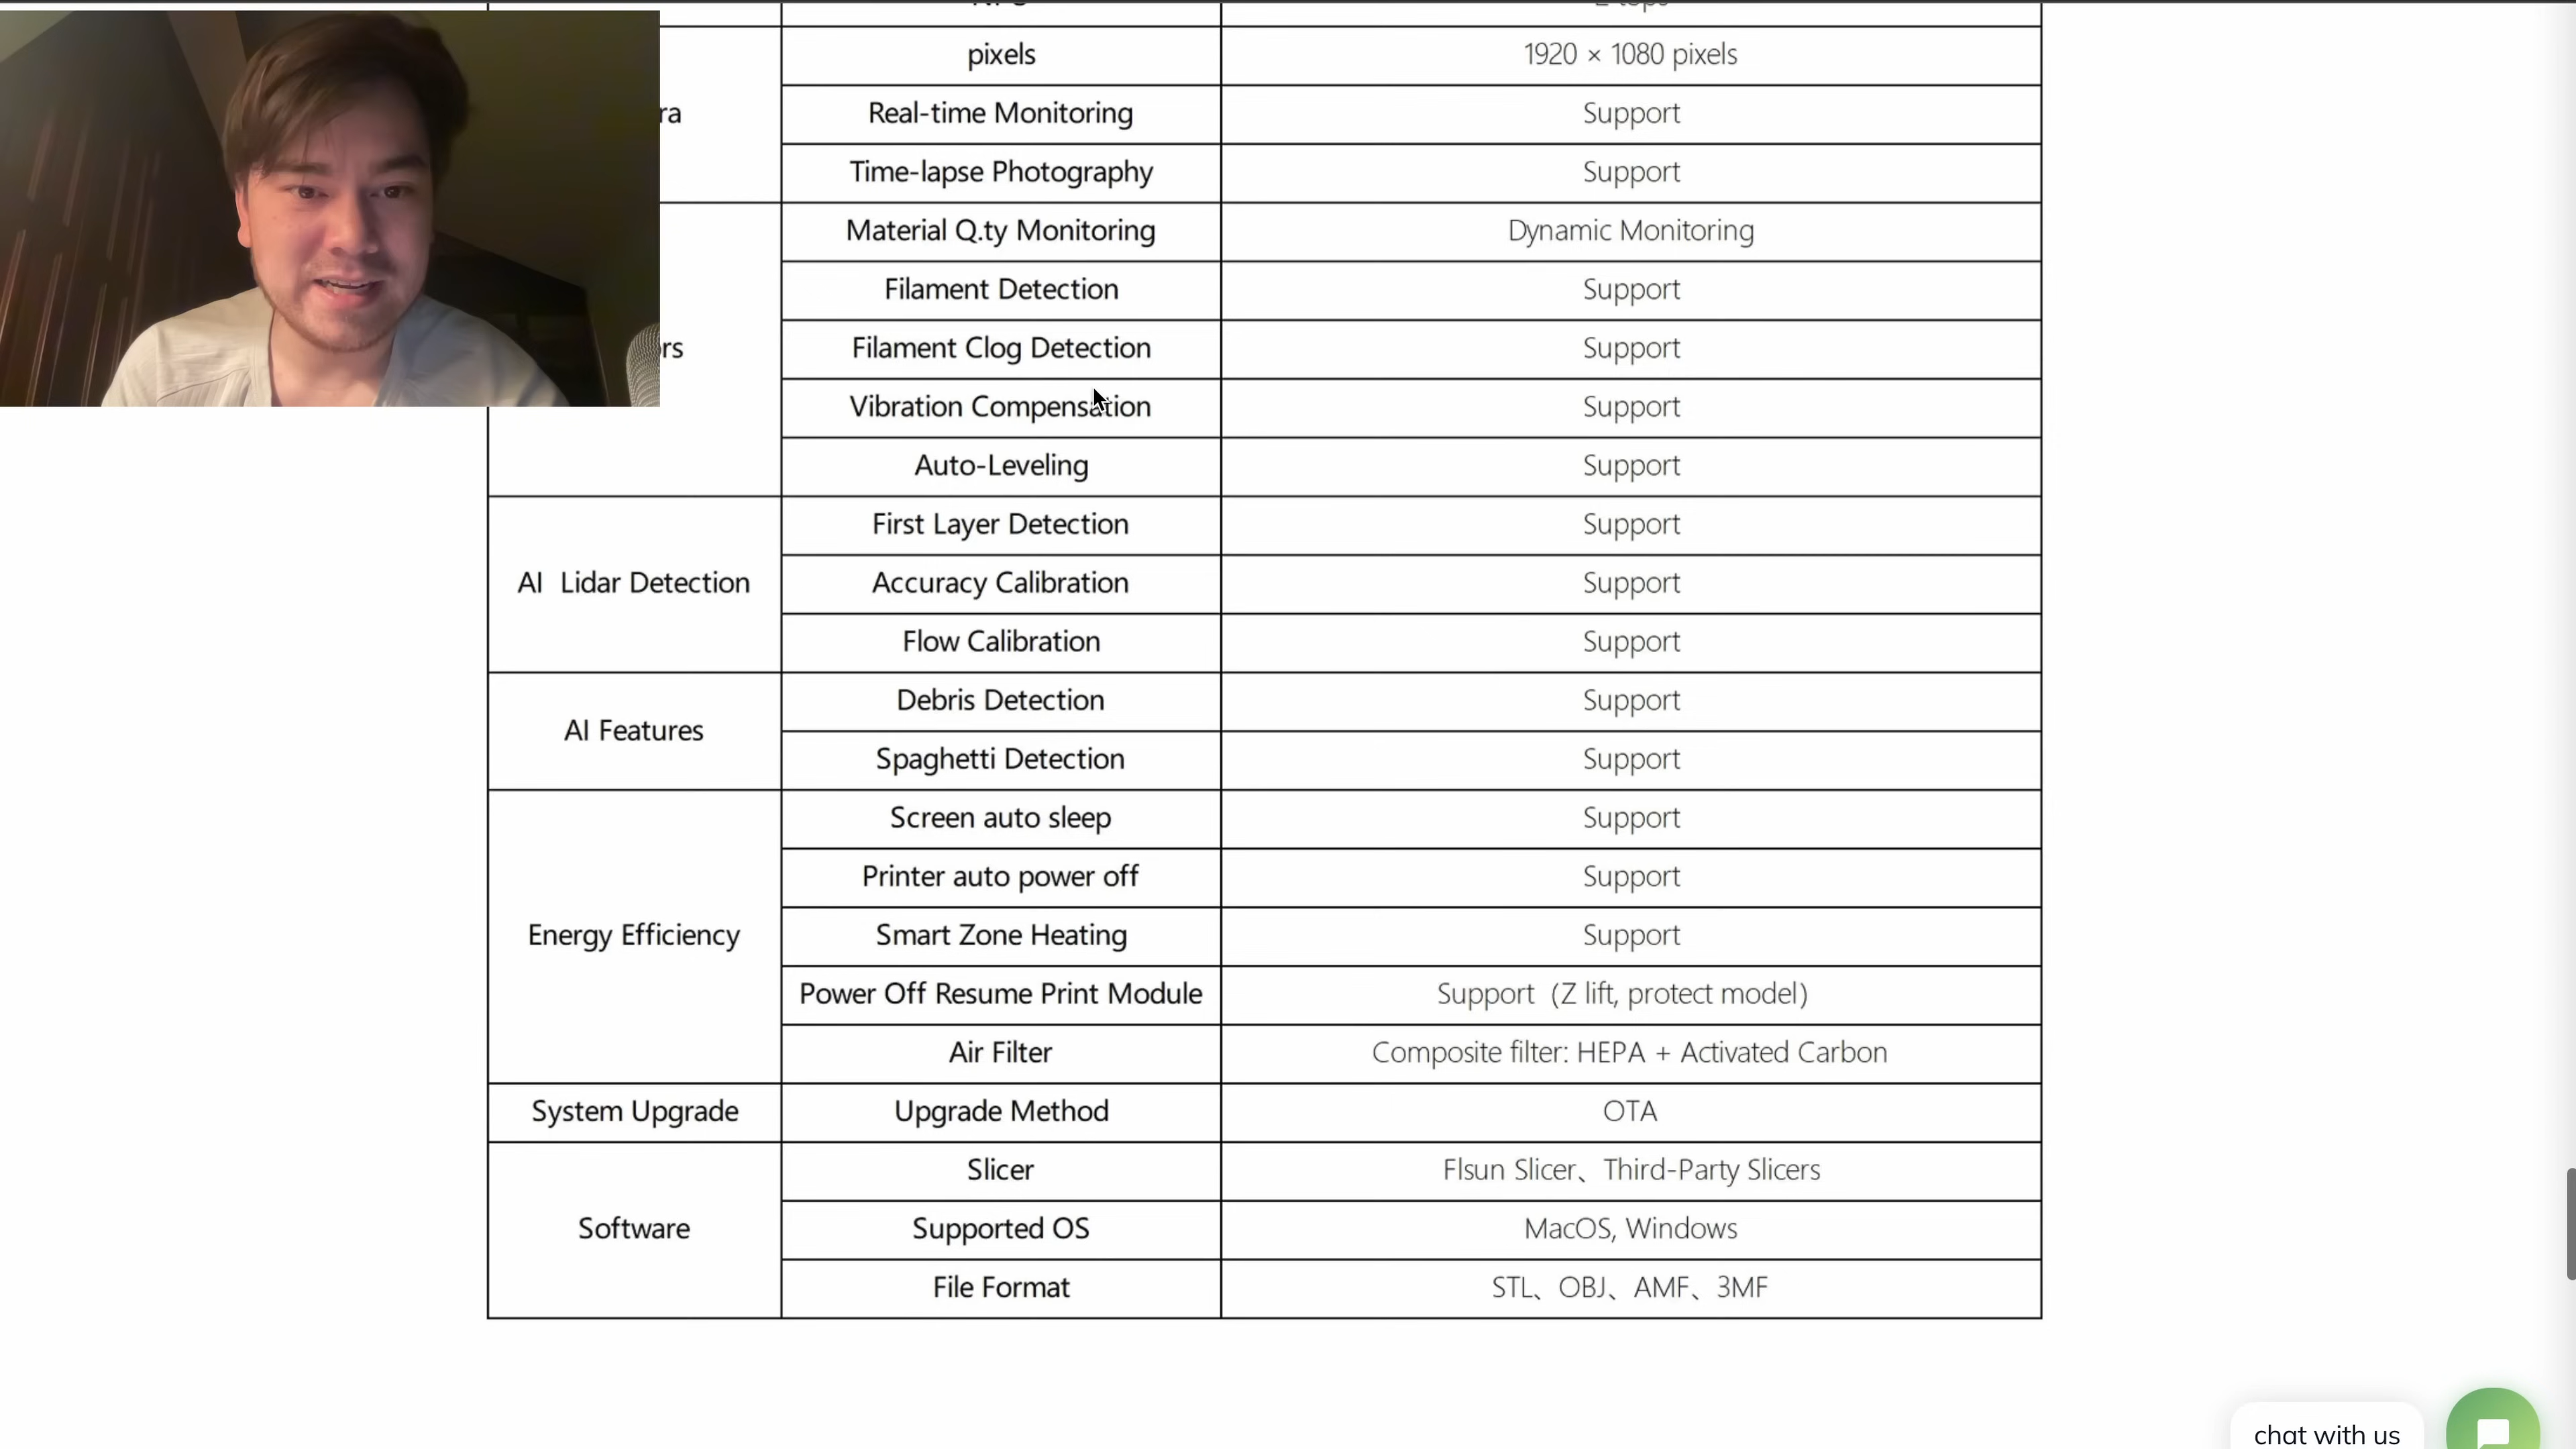 pixels 1920 × 1080 pixels
ra Real-time Monitoring Support
Time-lapse Photography Support
Material Q.ty Monitoring Dynamic Monitoring
Filament Detection Support
rs Filament Clog Detection Support
Vibration Compensation Support
Auto-Leveling Support
First Layer Detection Support
AI Lidar Detection Accuracy Calibration Support
Flow Calibration Support
Debris Detection Support
AI Features
Spaghetti Detection Support
Screen auto sleep Support
Printer auto power off Support
Energy Efficiency Smart Zone Heating Support
Power Off Resume Print Module Support (Z lift, protect model)
Air Filter Composite filter: HEPA + Activated Carbon
System Upgrade Upgrade Method OTA
Slicer Flsun Slicer、Third-Party Slicers
Software Supported OS MacOS, Windows
File Format STL、OBJ、AMF、3MF
chat with us